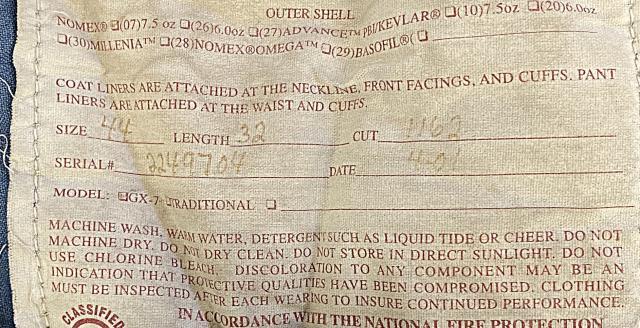 OUTER SHELL
NOMEX® ❑(07)7.5 oz ❑(26)6.0oz ❑(27)ADVANCE™ PBI/KEVLAR® ❑(10)7.5oz ❑(20)6.0oz
❑(30)MILLENIA™ ❑(28)NOMEX®OMEGA™ ❑(29)BASOFIL®( ❑
COAT LINERS ARE ATTACHED AT THE NECKLINE, FRONT FACINGS, AND CUFFS. PANT
LINERS ARE ATTACHED AT THE WAIST AND CUFFS.
SIZE 44 LENGTH 32 CUT 1162
SERIAL# 2249704 DATE 4-01
MODEL: ❑GX-7 ❑TRADITIONAL ❑
MACHINE WASH, WARM WATER, DETERGENT SUCH AS LIQUID TIDE OR CHEER. DO NOT
MACHINE DRY. DO NOT DRY CLEAN. DO NOT STORE IN DIRECT SUNLIGHT. DO NOT
USE CHLORINE BLEACH. DISCOLORATION TO ANY COMPONENT MAY BE AN
INDICATION THAT PROTECTIVE QUALITIES HAVE BEEN COMPROMISED. CLOTHING
MUST BE INSPECTED AFTER EACH WEARING TO INSURE CONTINUED PERFORMANCE.
CLASSIFIED
IN ACCORDANCE WITH THE NATIONAL FIRE PROTECTION